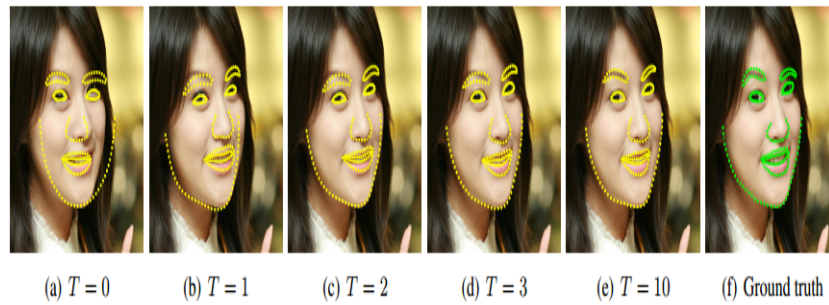 (a) T = 0 (b) T = 1 (c) T = 2 (d) T = 3 (e) T = 10 (f) Ground truth